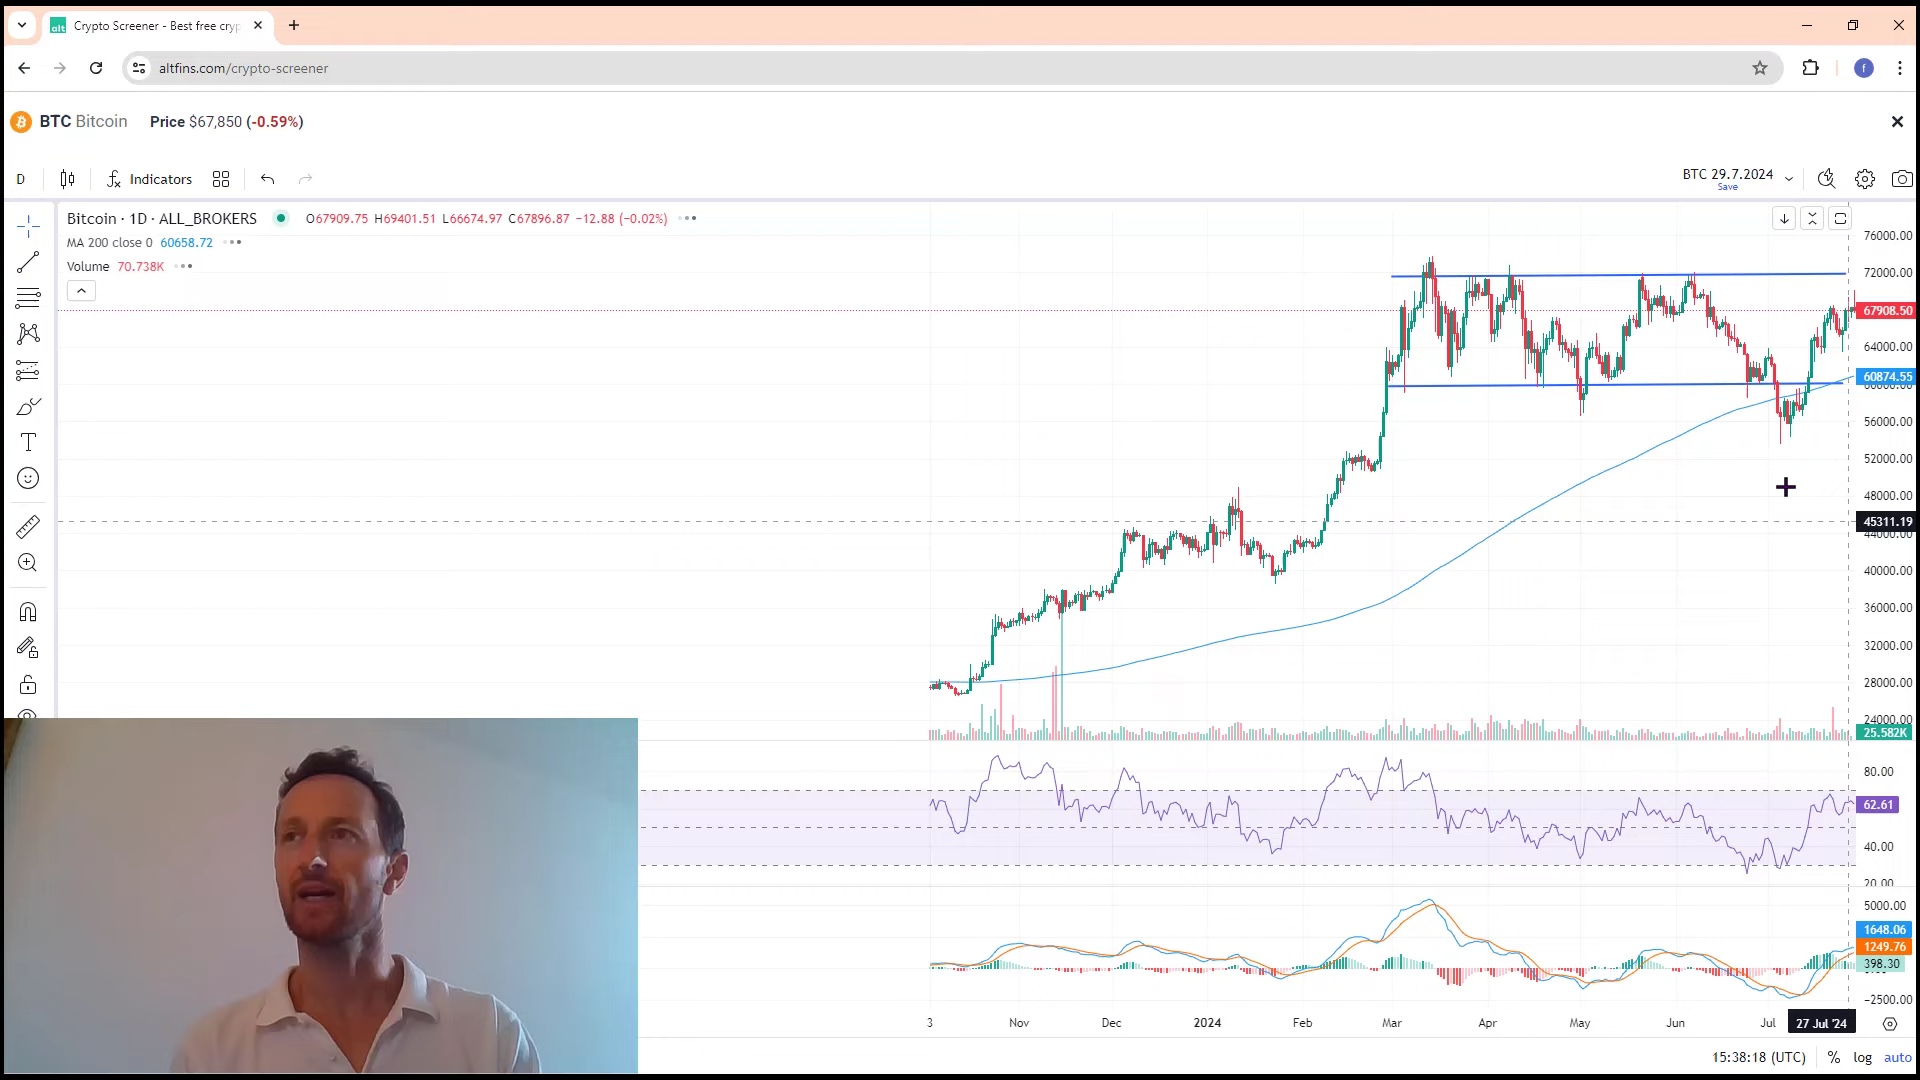 Crypto Screener - Best free cryp
altfins.com/crypto-screener
f
BTC Bitcoin Price $67,850 (-0.59%)
D Indicators BTC 29.7.2024
Save
Bitcoin · 1D · ALL_BROKERS O67909.75 H69401.51 L66674.97 C67896.87 −12.88 (−0.02%)
MA 200 close 0 60658.72
Volume 70.738K
76000.00
72000.00
67908.50
64000.00
60874.55
56000.00
52000.00
48000.00
45311.19
44000.00
40000.00
36000.00
32000.00
28000.00
24000.00
25.582K
80.00
62.61
40.00
20.00
5000.00
1648.06
1249.76
398.30
−2500.00
3 Nov Dec 2024 Feb Mar Apr May Jun Jul 27 Jul '24
15:38:18 (UTC) % log auto